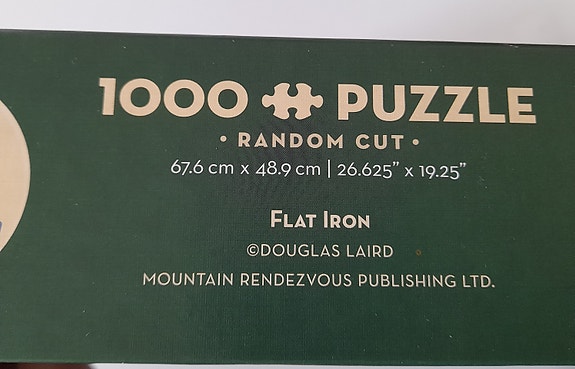 1000 PUZZLE
• RANDOM CUT •
67.6 cm x 48.9 cm | 26.625” x 19.25”
FLAT IRON
©DOUGLAS LAIRD
MOUNTAIN RENDEZVOUS PUBLISHING LTD.